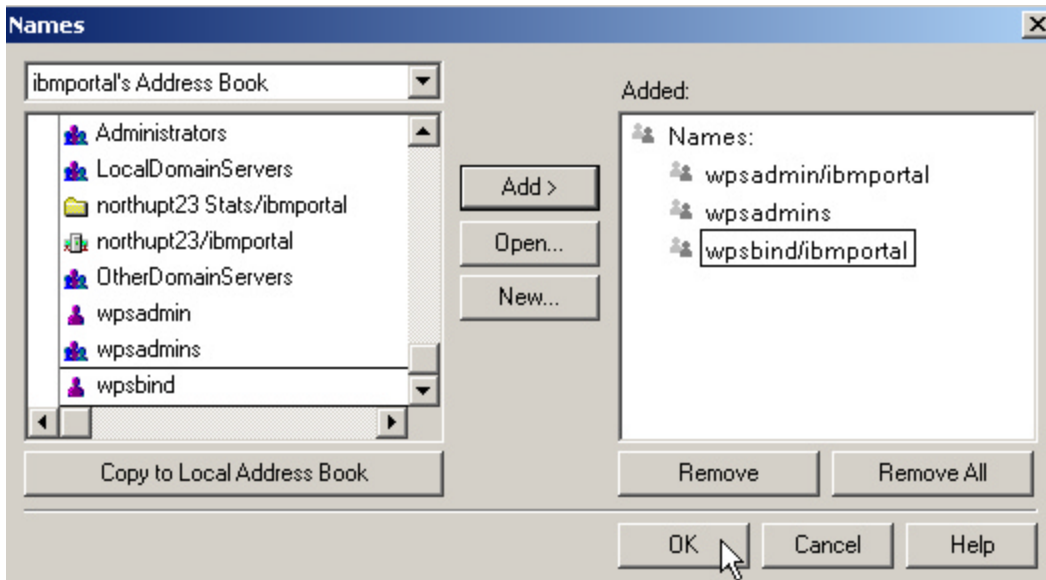 Names
ibmportal's Address Book
Administrators
LocalDomainServers
northupt23 Stats/ibmportal
northupt23/ibmportal
OtherDomainServers
wpsadmin
wpsadmins
wpsbind
Copy to Local Address Book
Add >
Open...
New...
Added:
Names:
wpsadmin/ibmportal
wpsadmins
wpsbind/ibmportal
Remove
Remove All
OK
Cancel
Help